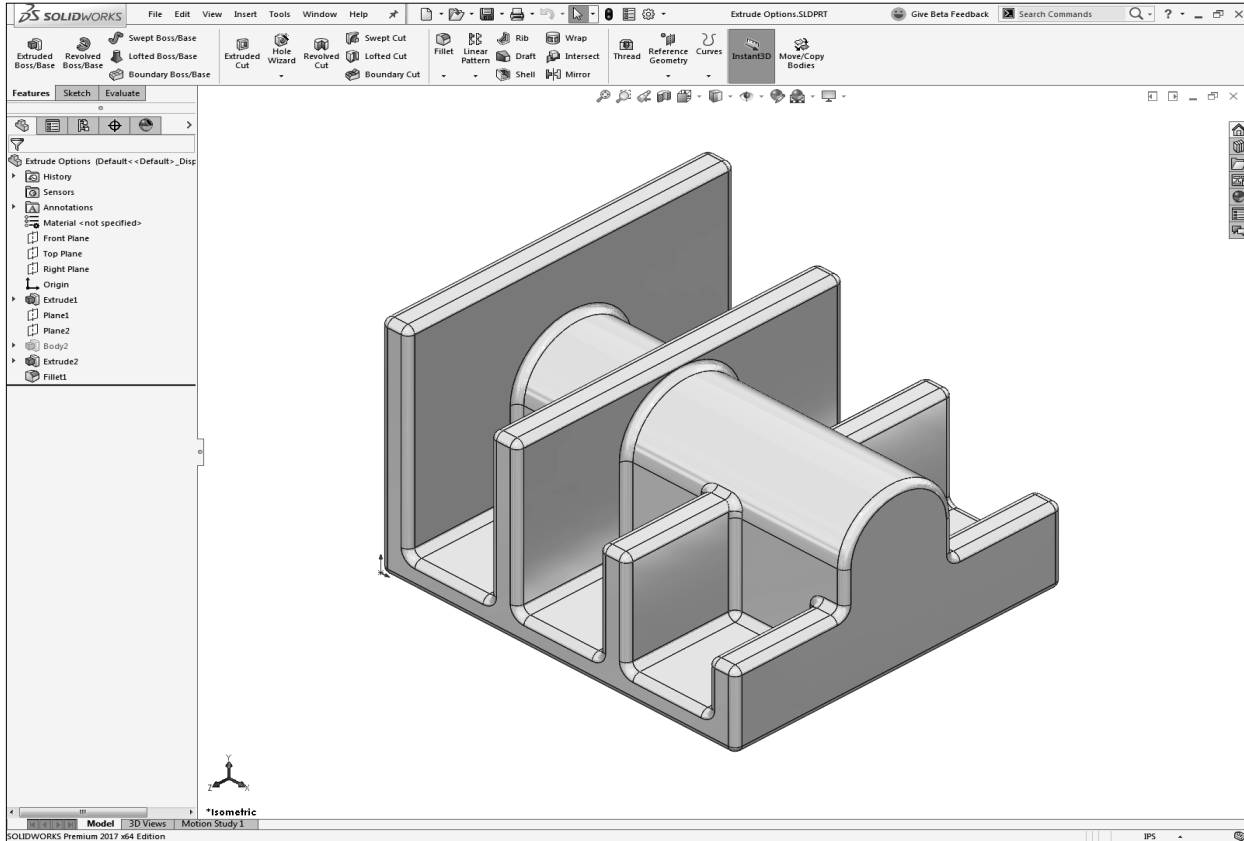 SOLIDWORKS File Edit View Insert Tools Window Help Extrude Options.SLDPRT Give Beta Feedback Search Commands ?
Extruded Boss/Base
Revolved Boss/Base
Swept Boss/Base
Lofted Boss/Base
Boundary Boss/Base
Extruded Cut
Hole Wizard
Revolved Cut
Swept Cut
Lofted Cut
Boundary Cut
Fillet
Linear Pattern
Rib
Draft
Shell
Wrap
Intersect
Mirror
Thread
Reference Geometry
Curves
Instant3D
Move/Copy Bodies
Features Sketch Evaluate
Extrude Options (Default<<Default>_Disp
History
Sensors
Annotations
Material <not specified>
Front Plane
Top Plane
Right Plane
Origin
Extrude1
Plane1
Plane2
Body2
Extrude2
Fillet1
Y
Z X
*Isometric
Model 3D Views Motion Study 1
SOLIDWORKS Premium 2017 x64 Edition IPS